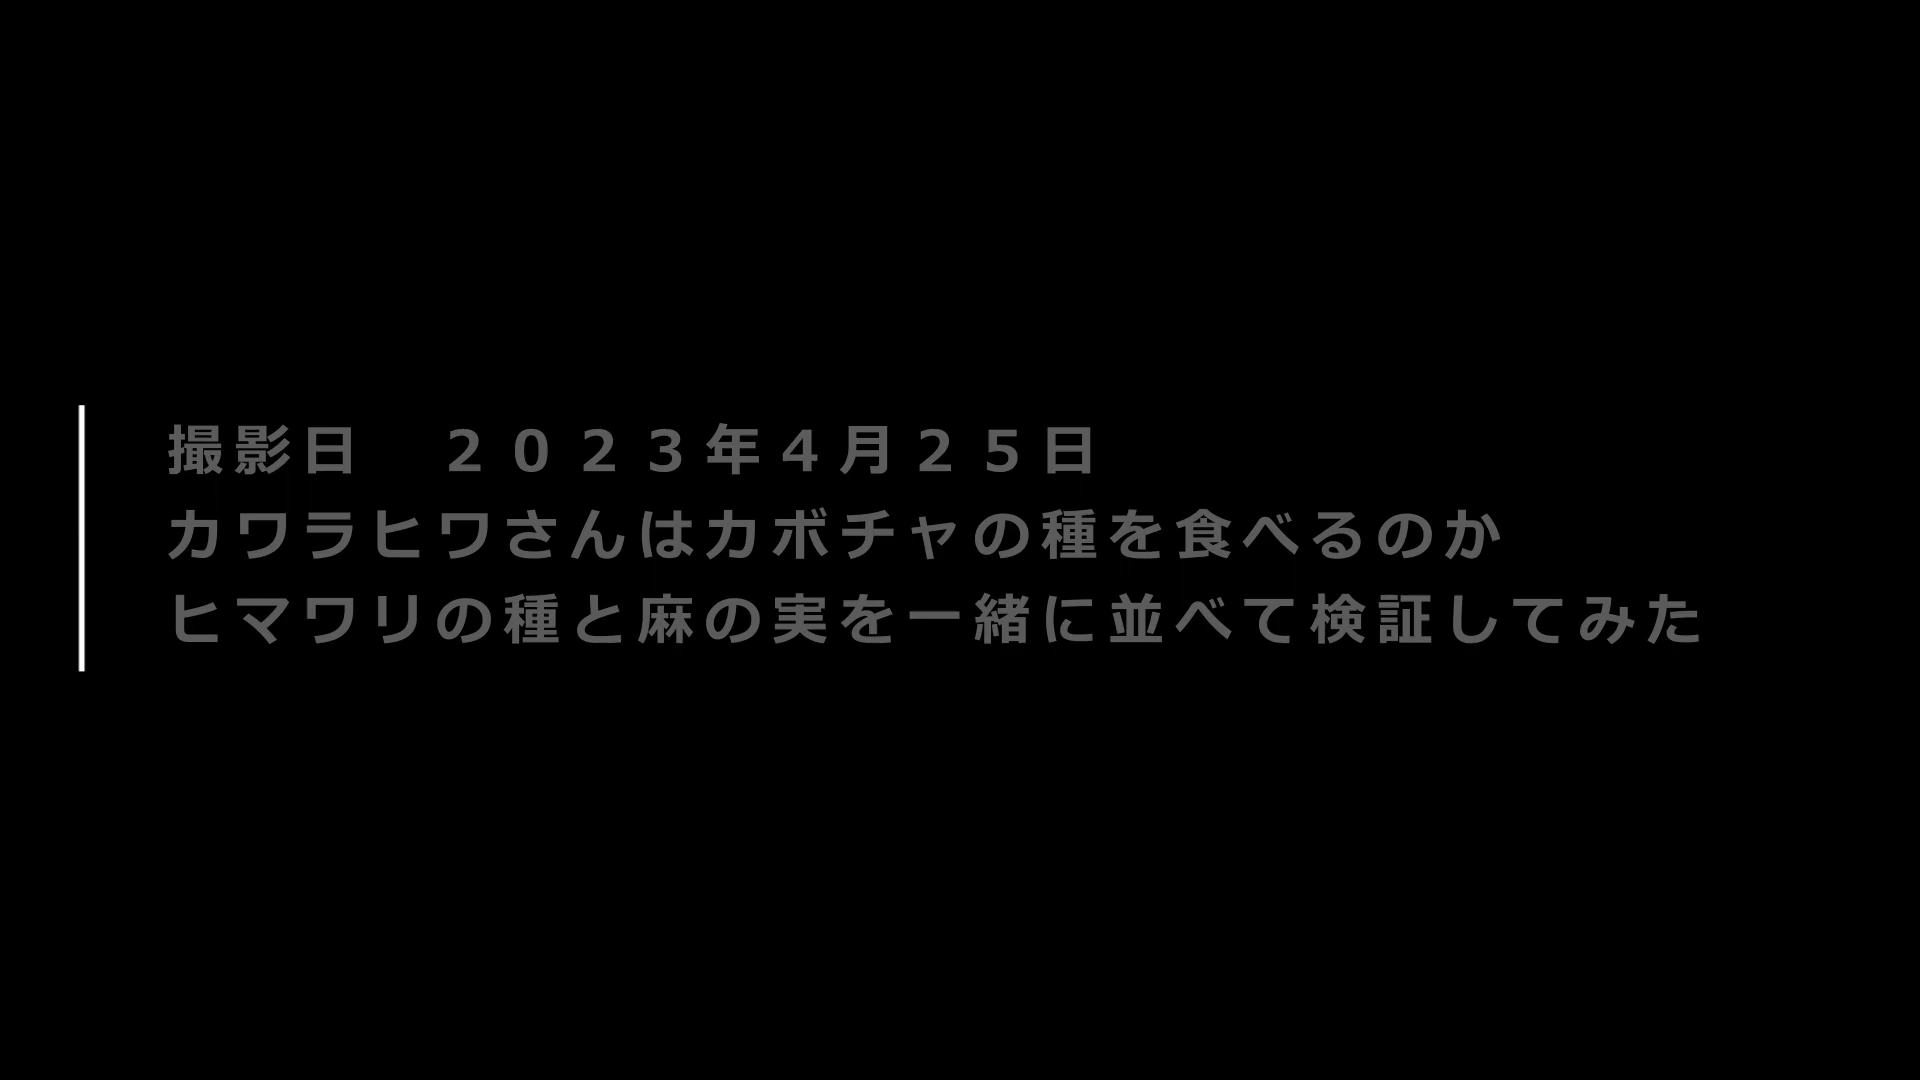 撮影日　２０２３年４月２５日
カワラヒワさんはカボチャの種を食べるのか
ヒマワリの種と麻の実を一緒に並べて検証してみた